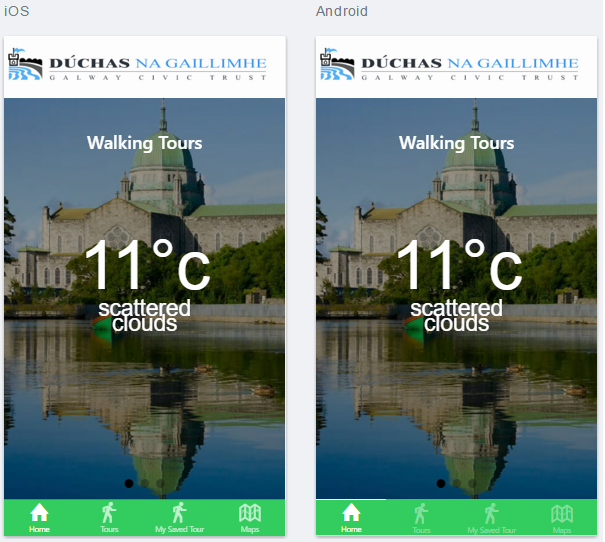 iOS
DÚCHAS NA GAILLIMHE
GALWAY CIVIC TRUST
Walking Tours
11°c
scattered
clouds
Home Tours My Saved Tour Maps
Android
DÚCHAS NA GAILLIMHE
GALWAY CIVIC TRUST
Walking Tours
11°c
scattered
clouds
Home Tours My Saved Tour Maps